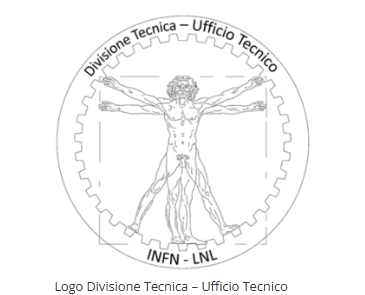 Divisione Tecnica – Ufficio Tecnico
INFN - LNL
Logo Divisione Tecnica – Ufficio Tecnico